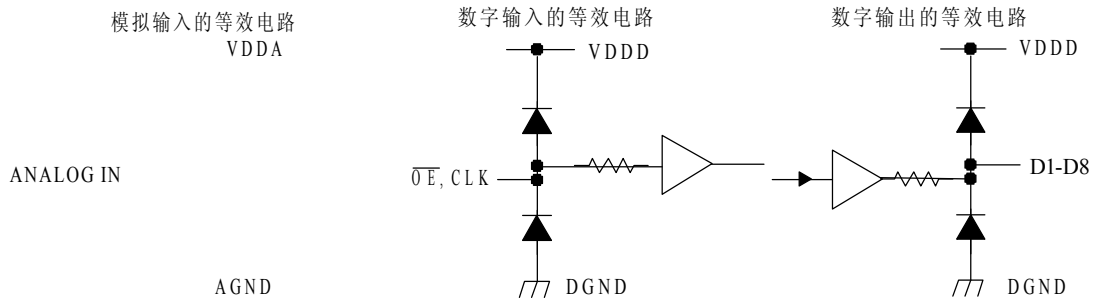 模拟输入的等效电路
VDDA
ANALOG IN
AGND
数字输入的等效电路
VDDD
O̅E̅, CLK
DGND
数字输出的等效电路
VDDD
D1-D8
DGND